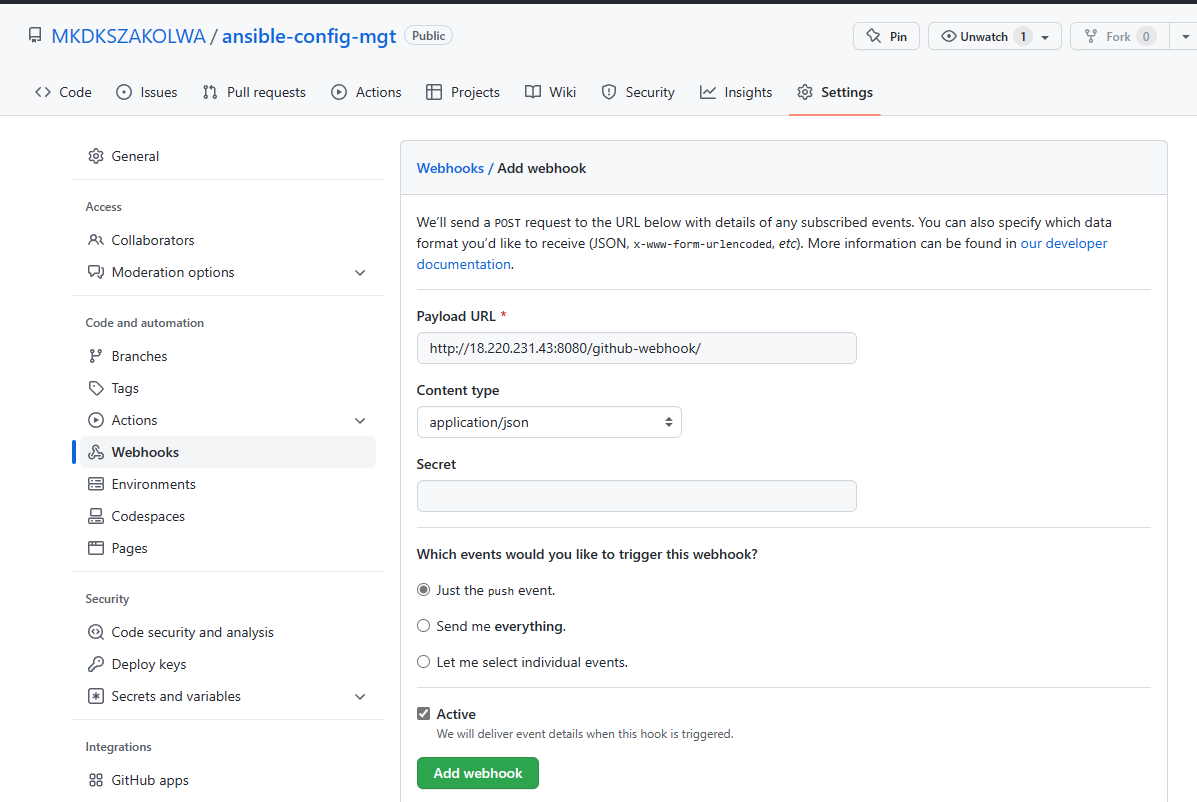 MKDKSZAKOLWA / ansible-config-mgt Public
Pin Unwatch 1 Fork 0
Code Issues Pull requests Actions Projects Wiki Security Insights Settings
General
Access
Collaborators
Moderation options
Code and automation
Branches
Tags
Actions
Webhooks
Environments
Codespaces
Pages
Security
Code security and analysis
Deploy keys
Secrets and variables
Integrations
GitHub apps
Webhooks / Add webhook
We’ll send a POST request to the URL below with details of any subscribed events. You can also specify which data
format you’d like to receive (JSON, x-www-form-urlencoded, etc). More information can be found in our developer
documentation.
Payload URL *
http://18.220.231.43:8080/github-webhook/
Content type
application/json
Secret
Which events would you like to trigger this webhook?
Just the push event.
Send me everything.
Let me select individual events.
Active
We will deliver event details when this hook is triggered.
Add webhook